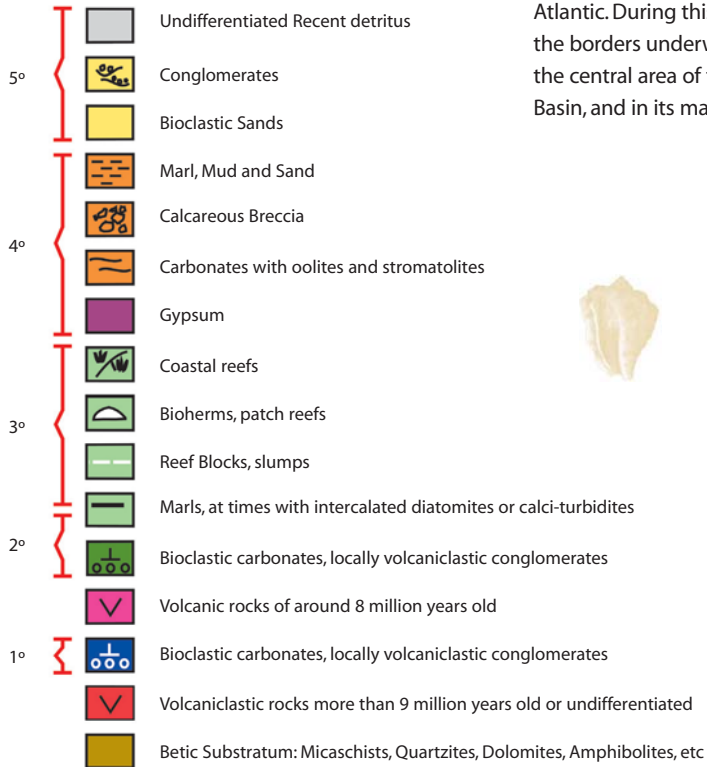 Undifferentiated Recent detritus
5º
Conglomerates
Bioclastic Sands
Marl, Mud and Sand
Calcareous Breccia
4º
Carbonates with oolites and stromatolites
Gypsum
Coastal reefs
Bioherms, patch reefs
3º
Reef Blocks, slumps
Marls, at times with intercalated diatomites or calci-turbidites
2º
Bioclastic carbonates, locally volcaniclastic conglomerates
Volcanic rocks of around 8 million years old
1º
Bioclastic carbonates, locally volcaniclastic conglomerates
Volcaniclastic rocks more than 9 million years old or undifferentiated
Betic Substratum: Micaschists, Quartzites, Dolomites, Amphibolites, etc
Atlantic. During
the borders
the central area of
Basin, and in its